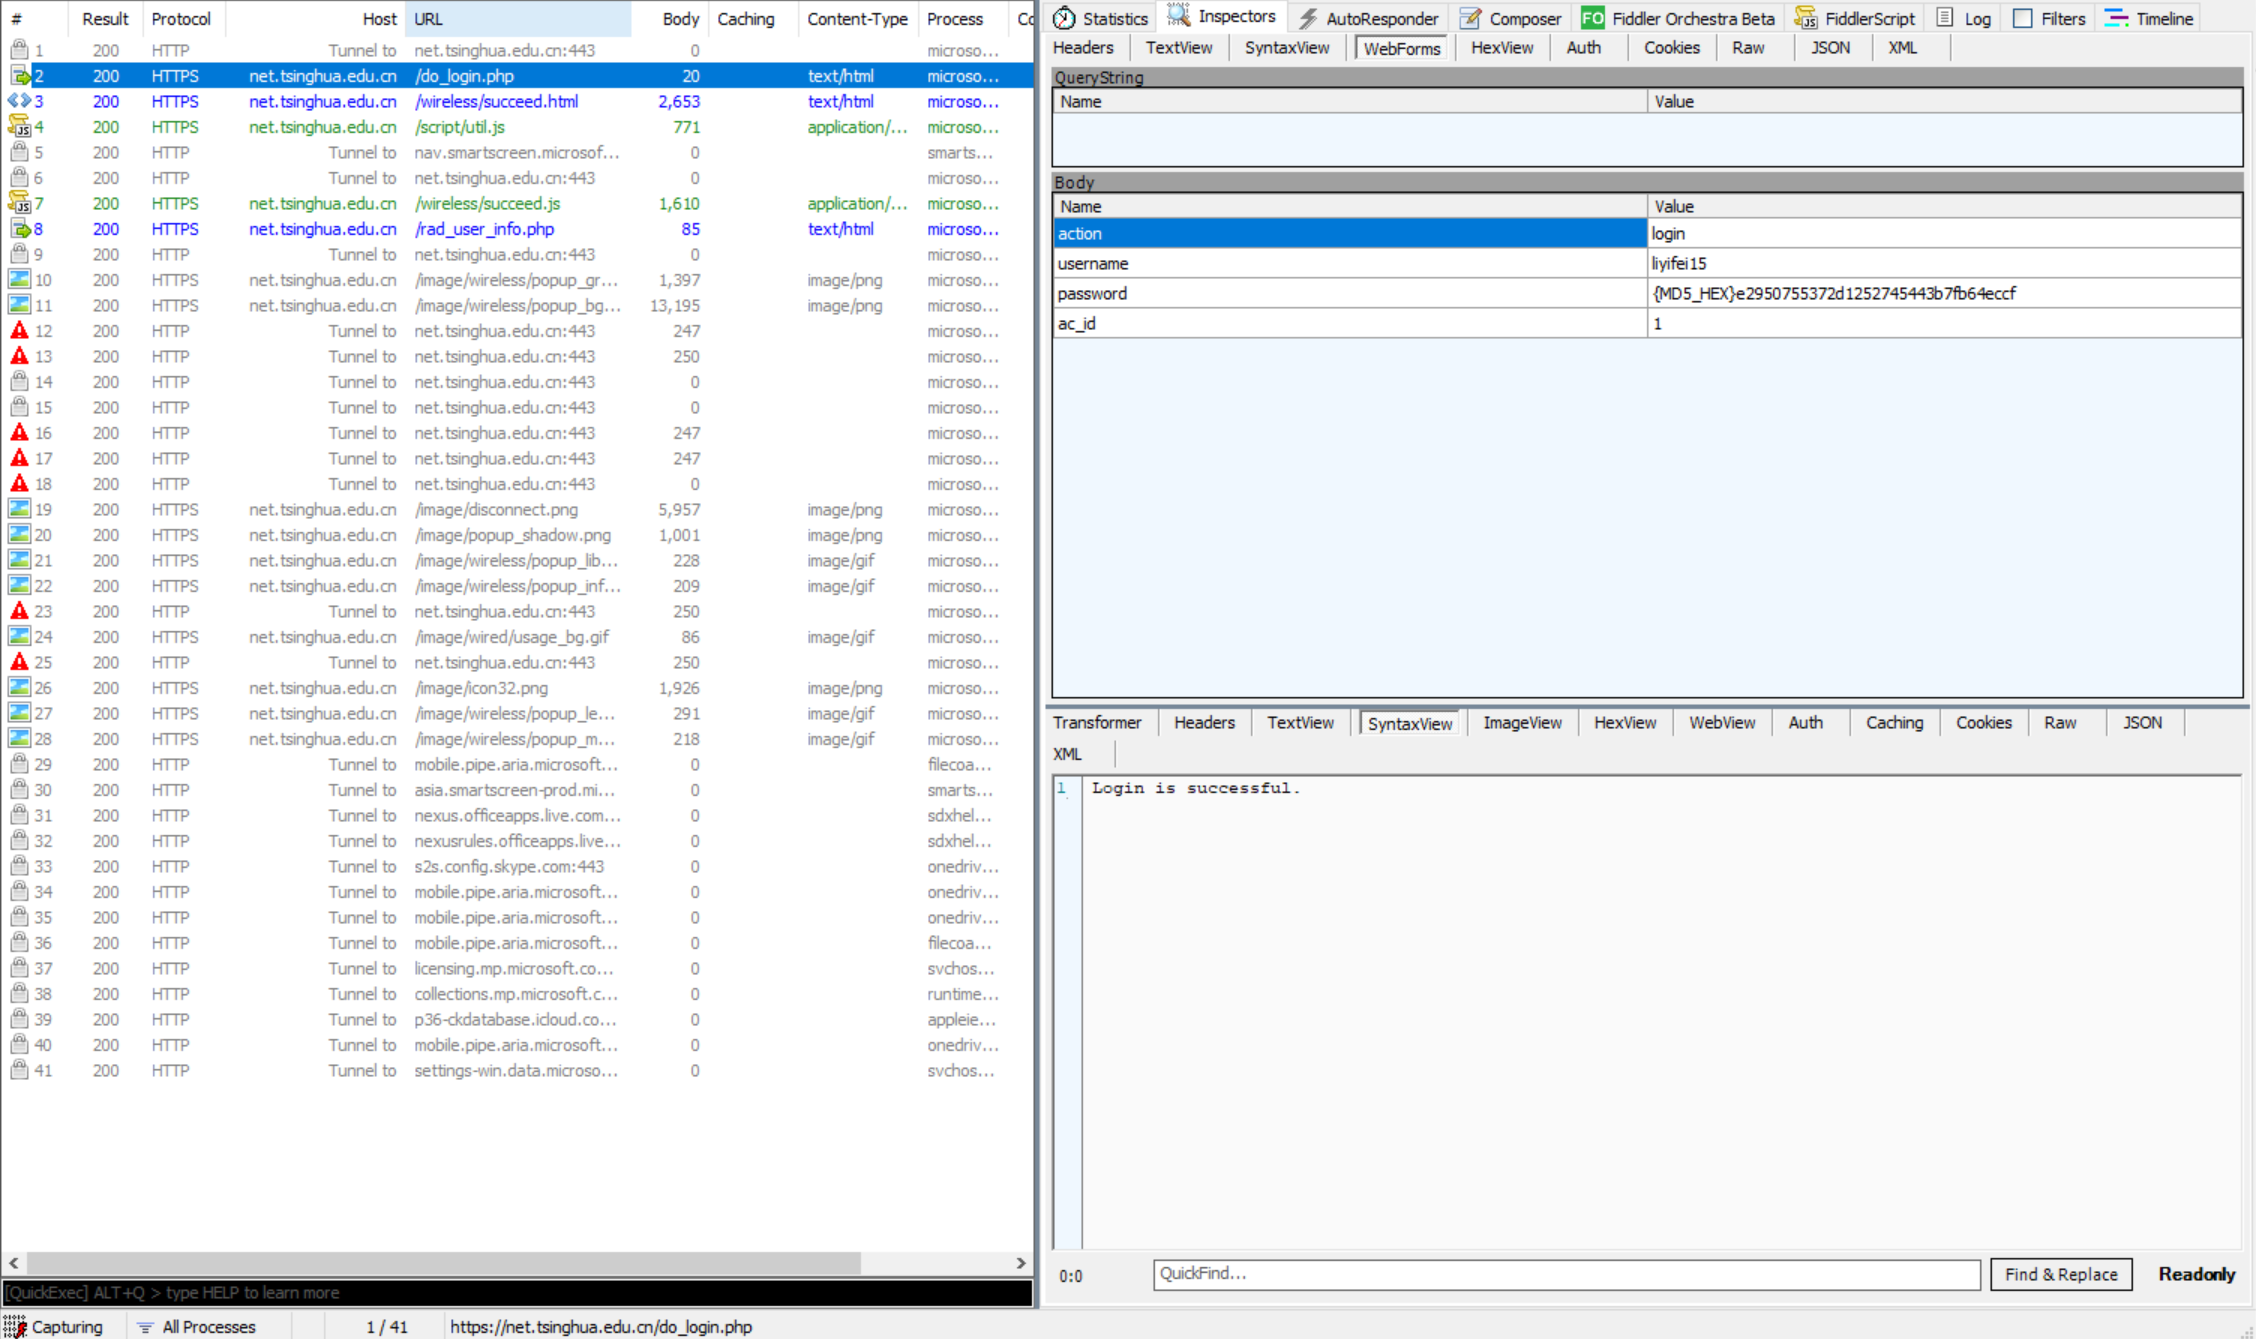 # Result Protocol Host URL Body Caching Content-Type Process Co
1 200 HTTP Tunnel to net.tsinghua.edu.cn:443 0 microso...
2 200 HTTPS net.tsinghua.edu.cn /do_login.php 20 text/html microso...
3 200 HTTPS net.tsinghua.edu.cn /wireless/succeed.html 2,653 text/html microso...
4 200 HTTPS net.tsinghua.edu.cn /script/util.js 771 application/... microso...
5 200 HTTP Tunnel to nav.smartscreen.microsof... 0 smarts...
6 200 HTTP Tunnel to net.tsinghua.edu.cn:443 0 microso...
7 200 HTTPS net.tsinghua.edu.cn /wireless/succeed.js 1,610 application/... microso...
8 200 HTTPS net.tsinghua.edu.cn /rad_user_info.php 85 text/html microso...
9 200 HTTP Tunnel to net.tsinghua.edu.cn:443 0 microso...
10 200 HTTPS net.tsinghua.edu.cn /image/wireless/popup_gr... 1,397 image/png microso...
11 200 HTTPS net.tsinghua.edu.cn /image/wireless/popup_bg... 13,195 image/png microso...
12 200 HTTP Tunnel to net.tsinghua.edu.cn:443 247 microso...
13 200 HTTP Tunnel to net.tsinghua.edu.cn:443 250 microso...
14 200 HTTP Tunnel to net.tsinghua.edu.cn:443 0 microso...
15 200 HTTP Tunnel to net.tsinghua.edu.cn:443 0 microso...
16 200 HTTP Tunnel to net.tsinghua.edu.cn:443 247 microso...
17 200 HTTP Tunnel to net.tsinghua.edu.cn:443 247 microso...
18 200 HTTP Tunnel to net.tsinghua.edu.cn:443 0 microso...
19 200 HTTPS net.tsinghua.edu.cn /image/disconnect.png 5,957 image/png microso...
20 200 HTTPS net.tsinghua.edu.cn /image/popup_shadow.png 1,001 image/png microso...
21 200 HTTPS net.tsinghua.edu.cn /image/wireless/popup_lib... 228 image/gif microso...
22 200 HTTPS net.tsinghua.edu.cn /image/wireless/popup_inf... 209 image/gif microso...
23 200 HTTP Tunnel to net.tsinghua.edu.cn:443 250 microso...
24 200 HTTPS net.tsinghua.edu.cn /image/wired/usage_bg.gif 86 image/gif microso...
25 200 HTTP Tunnel to net.tsinghua.edu.cn:443 250 microso...
26 200 HTTPS net.tsinghua.edu.cn /image/icon32.png 1,926 image/png microso...
27 200 HTTPS net.tsinghua.edu.cn /image/wireless/popup_le... 291 image/gif microso...
28 200 HTTPS net.tsinghua.edu.cn /image/wireless/popup_m... 218 image/gif microso...
29 200 HTTP Tunnel to mobile.pipe.aria.microsoft... 0 filecoa...
30 200 HTTP Tunnel to asia.smartscreen-prod.mi... 0 smarts...
31 200 HTTP Tunnel to nexus.officeapps.live.com... 0 sdxhel...
32 200 HTTP Tunnel to nexusrules.officeapps.live... 0 sdxhel...
33 200 HTTP Tunnel to s2s.config.skype.com:443 0 onedriv...
34 200 HTTP Tunnel to mobile.pipe.aria.microsoft... 0 onedriv...
35 200 HTTP Tunnel to mobile.pipe.aria.microsoft... 0 onedriv...
36 200 HTTP Tunnel to mobile.pipe.aria.microsoft... 0 filecoa...
37 200 HTTP Tunnel to licensing.mp.microsoft.co... 0 svchos...
38 200 HTTP Tunnel to collections.mp.microsoft.c... 0 runtime...
39 200 HTTP Tunnel to p36-ckdatabase.icloud.co... 0 appleie...
40 200 HTTP Tunnel to mobile.pipe.aria.microsoft... 0 onedriv...
41 200 HTTP Tunnel to settings-win.data.microso... 0 svchos...
[QuickExec] ALT+Q > type HELP to learn more
Capturing All Processes 1 / 41 https://net.tsinghua.edu.cn/do_login.php
Statistics Inspectors AutoResponder Composer FO Fiddler Orchestra Beta JS FiddlerScript Log Filters Timeline
Headers TextView SyntaxView WebForms HexView Auth Cookies Raw JSON XML
QueryString
Name Value
Body
Name Value
action login
username liyifei15
password {MD5_HEX}e2950755372d1252745443b7fb64eccf
ac_id 1
Transformer Headers TextView SyntaxView ImageView HexView WebView Auth Caching Cookies Raw JSON
XML
1 Login is successful.
0:0 QuickFind... Find & Replace Readonly